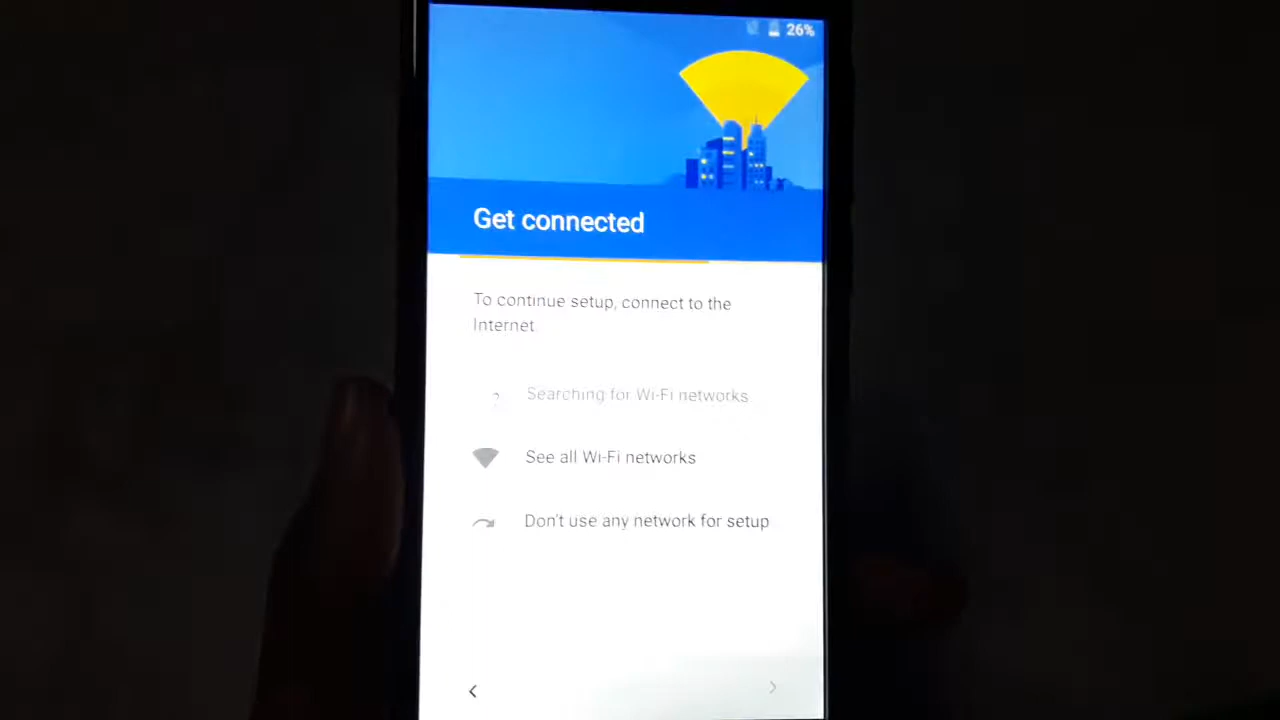 26%
Get connected
To continue setup, connect to the
Internet.
Searching for Wi-Fi networks
See all Wi-Fi networks
Don't use any network for setup